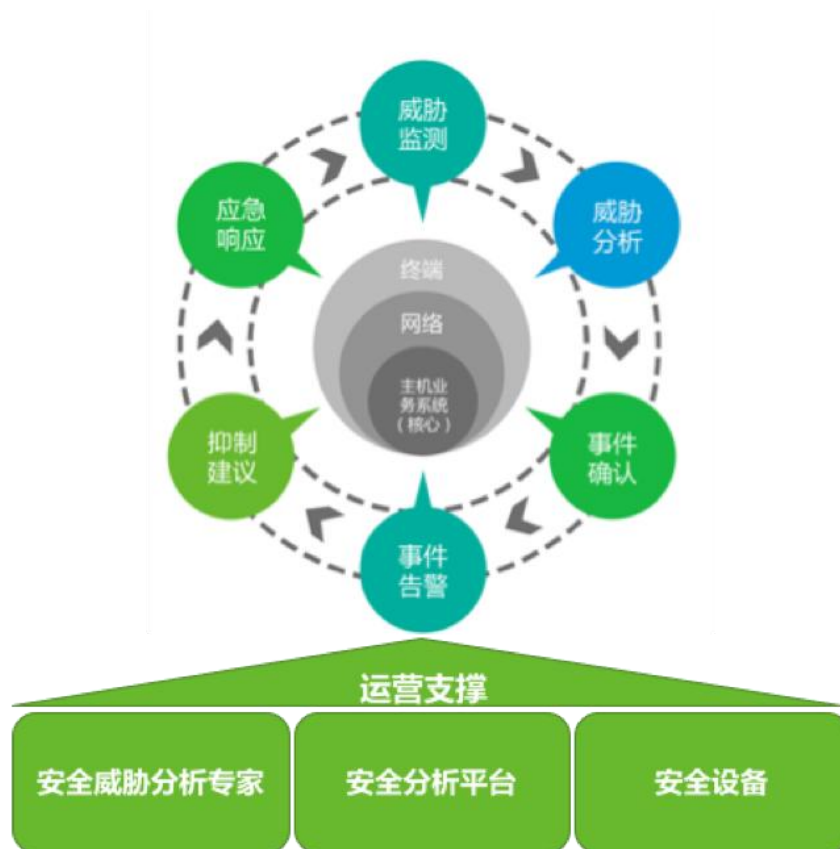 威胁
监测
威胁
分析
事件
确认
事件
告警
抑制
建议
应急
响应
终端
网络
主机业
务系统
（核心）
运营支撑
安全威胁分析专家
安全分析平台
安全设备